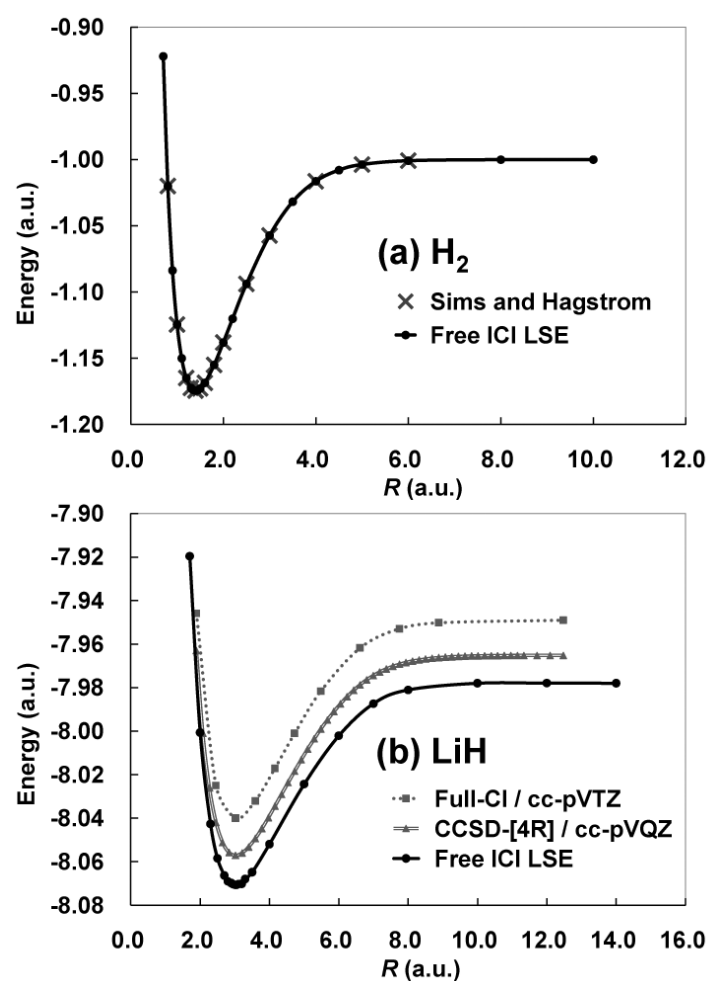 -0.90
-0.95
-1.00
-1.05
-1.10
-1.15
-1.20
Energy (a.u.)
(a) H₂
Sims and Hagstrom
Free ICI LSE
0.0 2.0 4.0 6.0 8.0 10.0 12.0
R (a.u.)
-7.90
-7.92
-7.94
-7.96
-7.98
-8.00
-8.02
-8.04
-8.06
-8.08
Energy (a.u.)
(b) LiH
Full-CI / cc-pVTZ
CCSD-[4R] / cc-pVQZ
Free ICI LSE
0.0 2.0 4.0 6.0 8.0 10.0 12.0 14.0 16.0
R (a.u.)